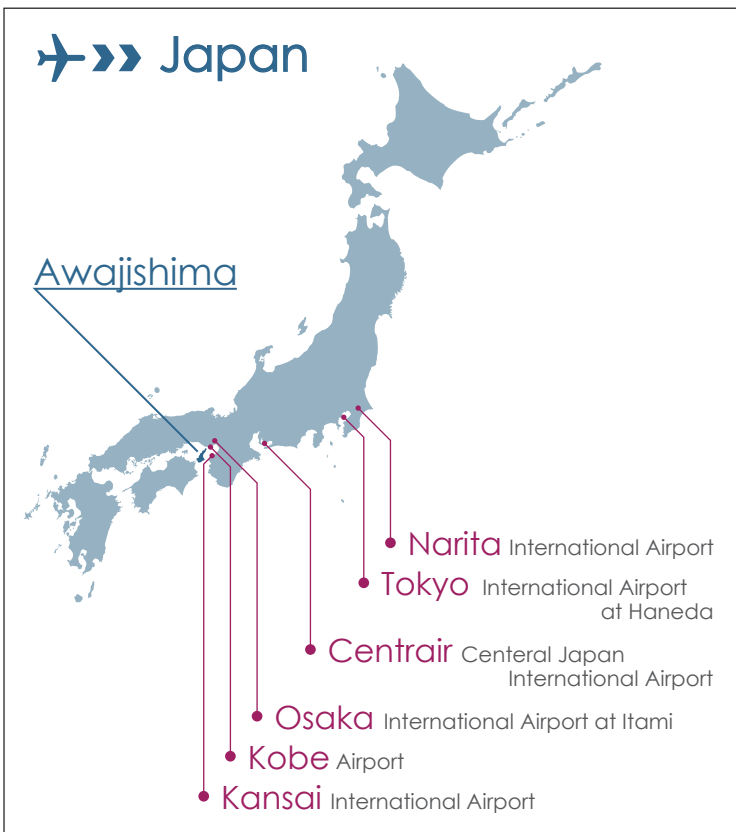 Japan
Awajishima
Narita International Airport
Tokyo International Airport
at Haneda
Centrair Centeral Japan
International Airport
Osaka International Airport at Itami
Kobe Airport
Kansai International Airport